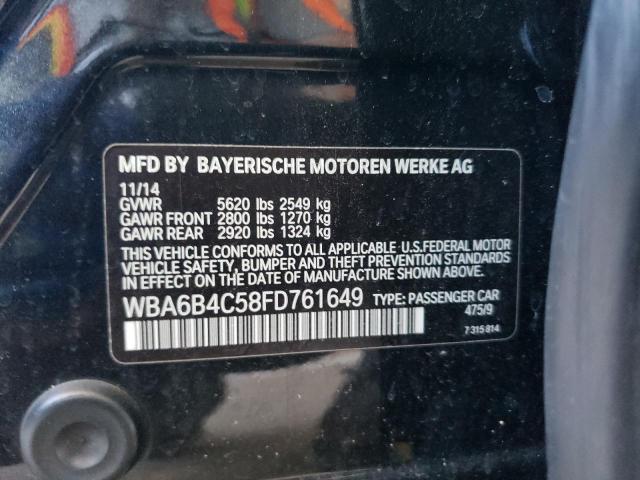 MFD BY BAYERISCHE MOTOREN WERKE AG
11/14
GVWR 5620 lbs 2549 kg
GAWR FRONT 2800 lbs 1270 kg
GAWR REAR 2920 lbs 1324 kg
THIS VEHICLE CONFORMS TO ALL APPLICABLE U.S.FEDERAL MOTOR
VEHICLE SAFETY, BUMPER AND THEFT PREVENTION STANDARDS
IN EFFECT ON THE DATE OF MANUFACTURE SHOWN ABOVE.
WBA6B4C58FD761649 TYPE: PASSENGER CAR
475/9
7 315 814